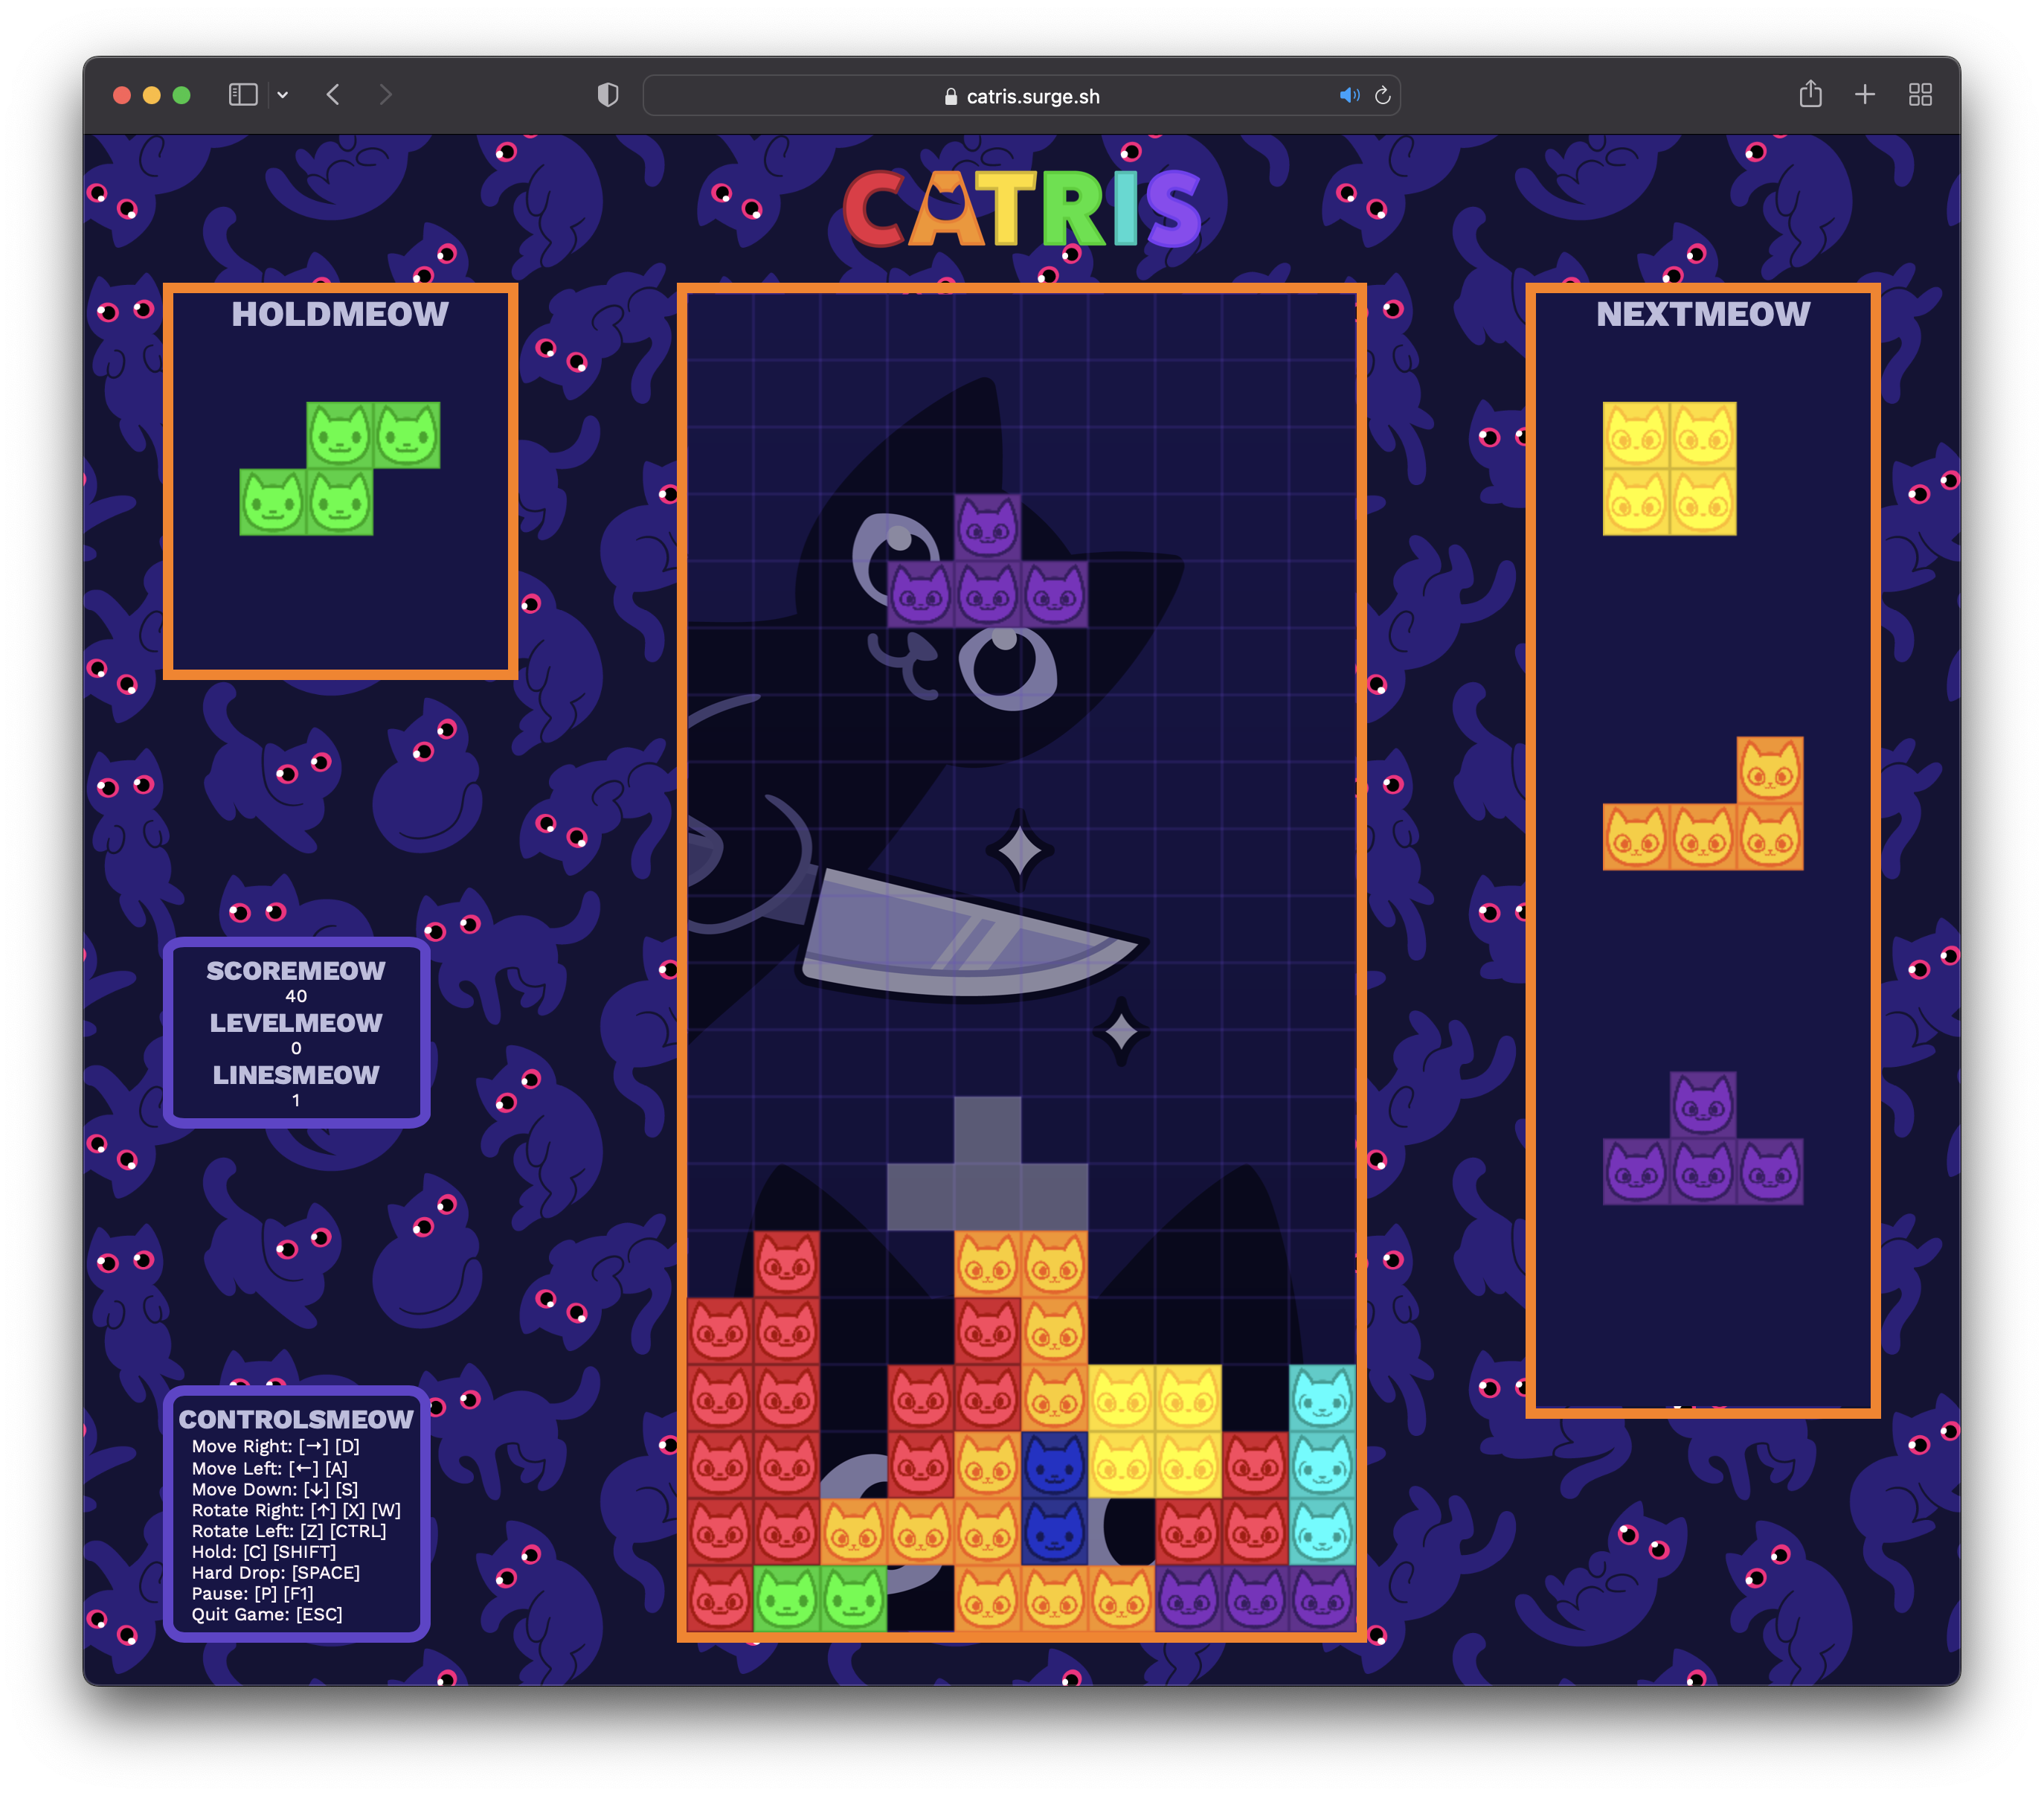 catris.surge.sh
CATRIS
HOLDMEOW
NEXTMEOW
SCOREMEOW
40
LEVELMEOW
0
LINESMEOW
1
CONTROLSMEOW
Move Right: [→] [D]
Move Left: [←] [A]
Move Down: [↓] [S]
Rotate Right: [↑] [X] [W]
Rotate Left: [Z] [CTRL]
Hold: [C] [SHIFT]
Hard Drop: [SPACE]
Pause: [P] [F1]
Quit Game: [ESC]